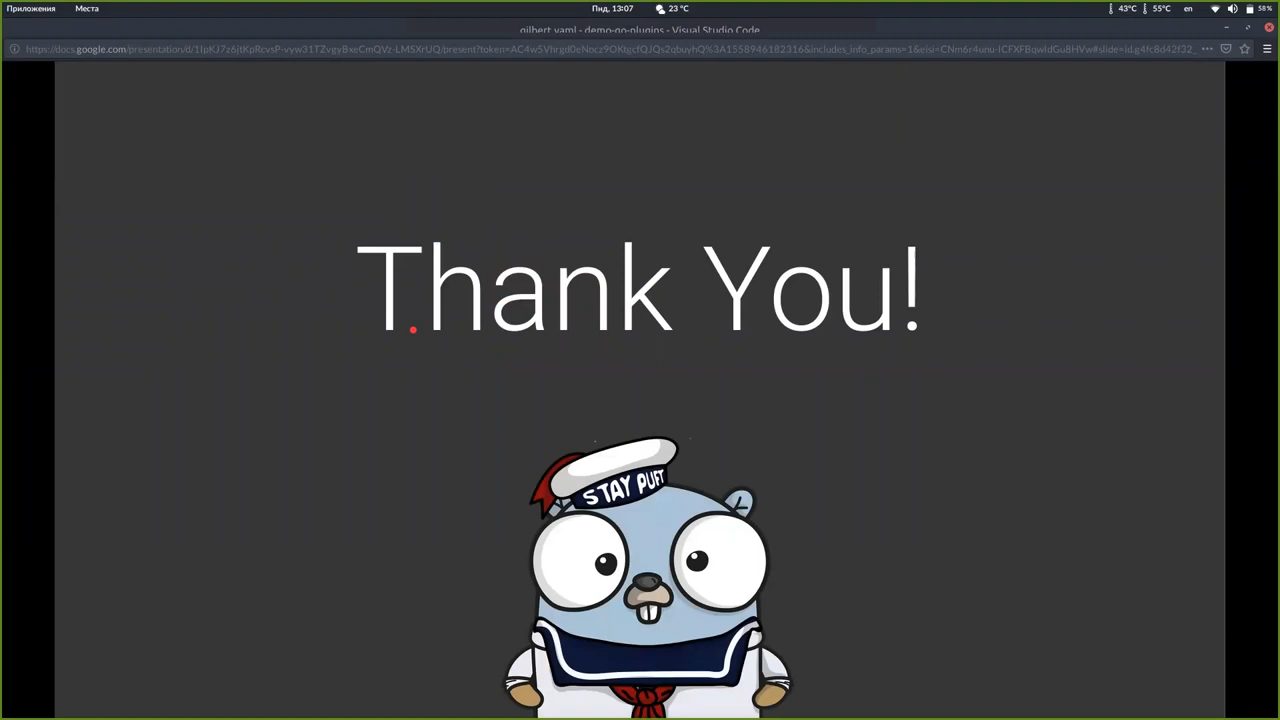 Приложения Места Пнд, 13:07 23 °C 43°C 55°C en 58 %
gilbert.yaml - demo-go-plugins - Visual Studio Code
Thank You!
STAY PUFT